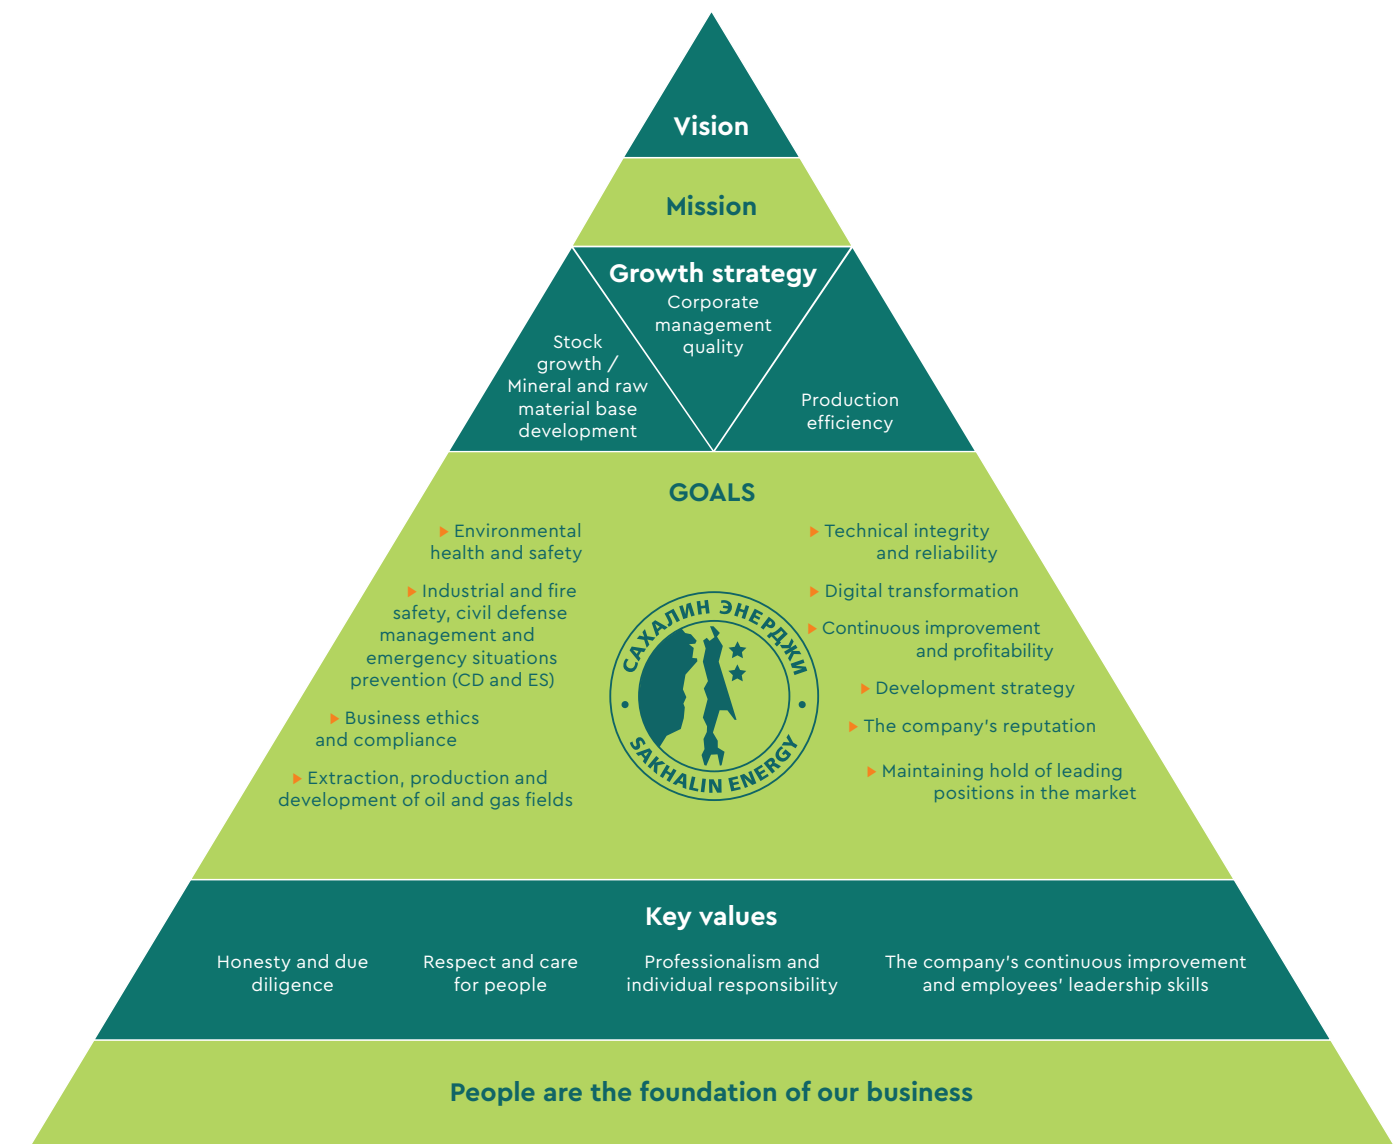 Vision
Mission
Growth strategy
Corporate
management
quality
Stock
growth /
Mineral and raw
material base
development
Production
efficiency
GOALS
Environmental
health and safety
Industrial and fire
safety, civil defense
management and
emergency situations
prevention (CD and ES)
Business ethics
and compliance
Extraction, production and
development of oil and gas fields
САХАЛИН ЭНЕРДЖИ
SAKHALIN ENERGY
Technical integrity
and reliability
Digital transformation
Continuous improvement
and profitability
Development strategy
The company's reputation
Maintaining hold of leading
positions in the market
Key values
Honesty and due
diligence
Respect and care
for people
Professionalism and
individual responsibility
The company's continuous improvement
and employees' leadership skills
People are the foundation of our business